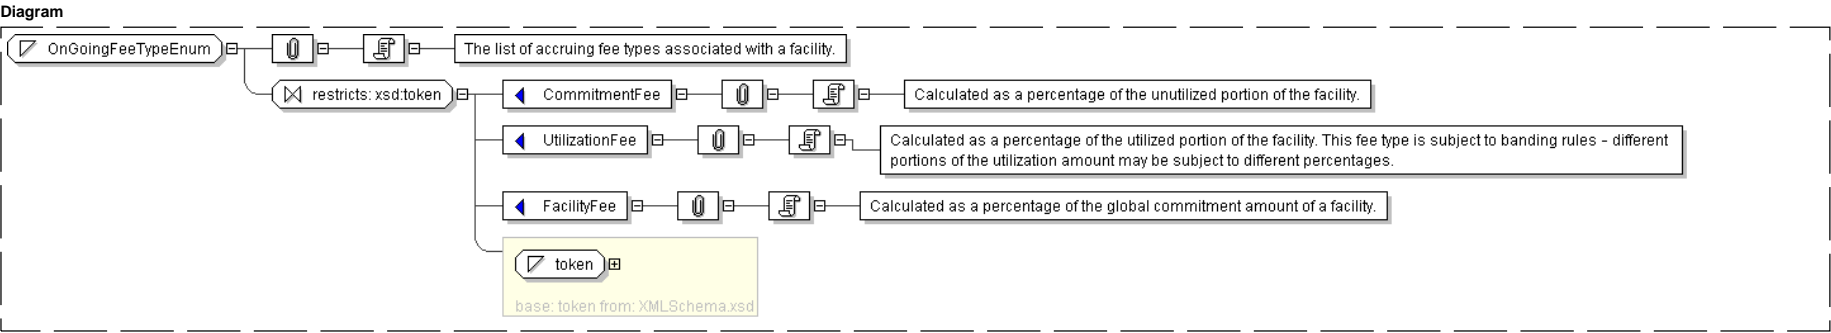 Diagram
OnGoingFeeTypeEnum
The list of accruing fee types associated with a facility.
restricts: xsd:token
CommitmentFee
Calculated as a percentage of the unutilized portion of the facility.
UtilizationFee
Calculated as a percentage of the utilized portion of the facility. This fee type is subject to banding rules - different
portions of the utilization amount may be subject to different percentages.
FacilityFee
Calculated as a percentage of the global commitment amount of a facility.
token
base: token from: XMLSchema.xsd